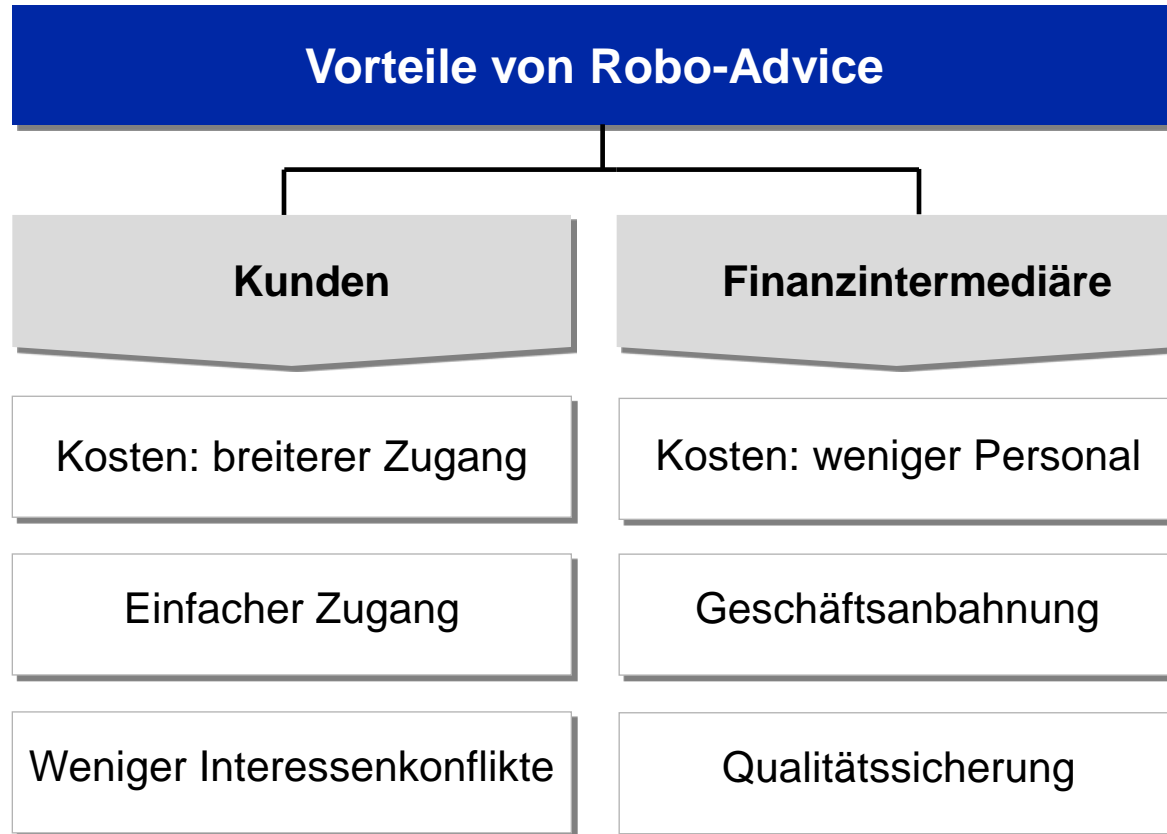 Vorteile von Robo-Advice
Kunden
Finanzintermediäre
Kosten: breiterer Zugang
Kosten: weniger Personal
Einfacher Zugang
Geschäftsanbahnung
Weniger Interessenkonflikte
Qualitätssicherung